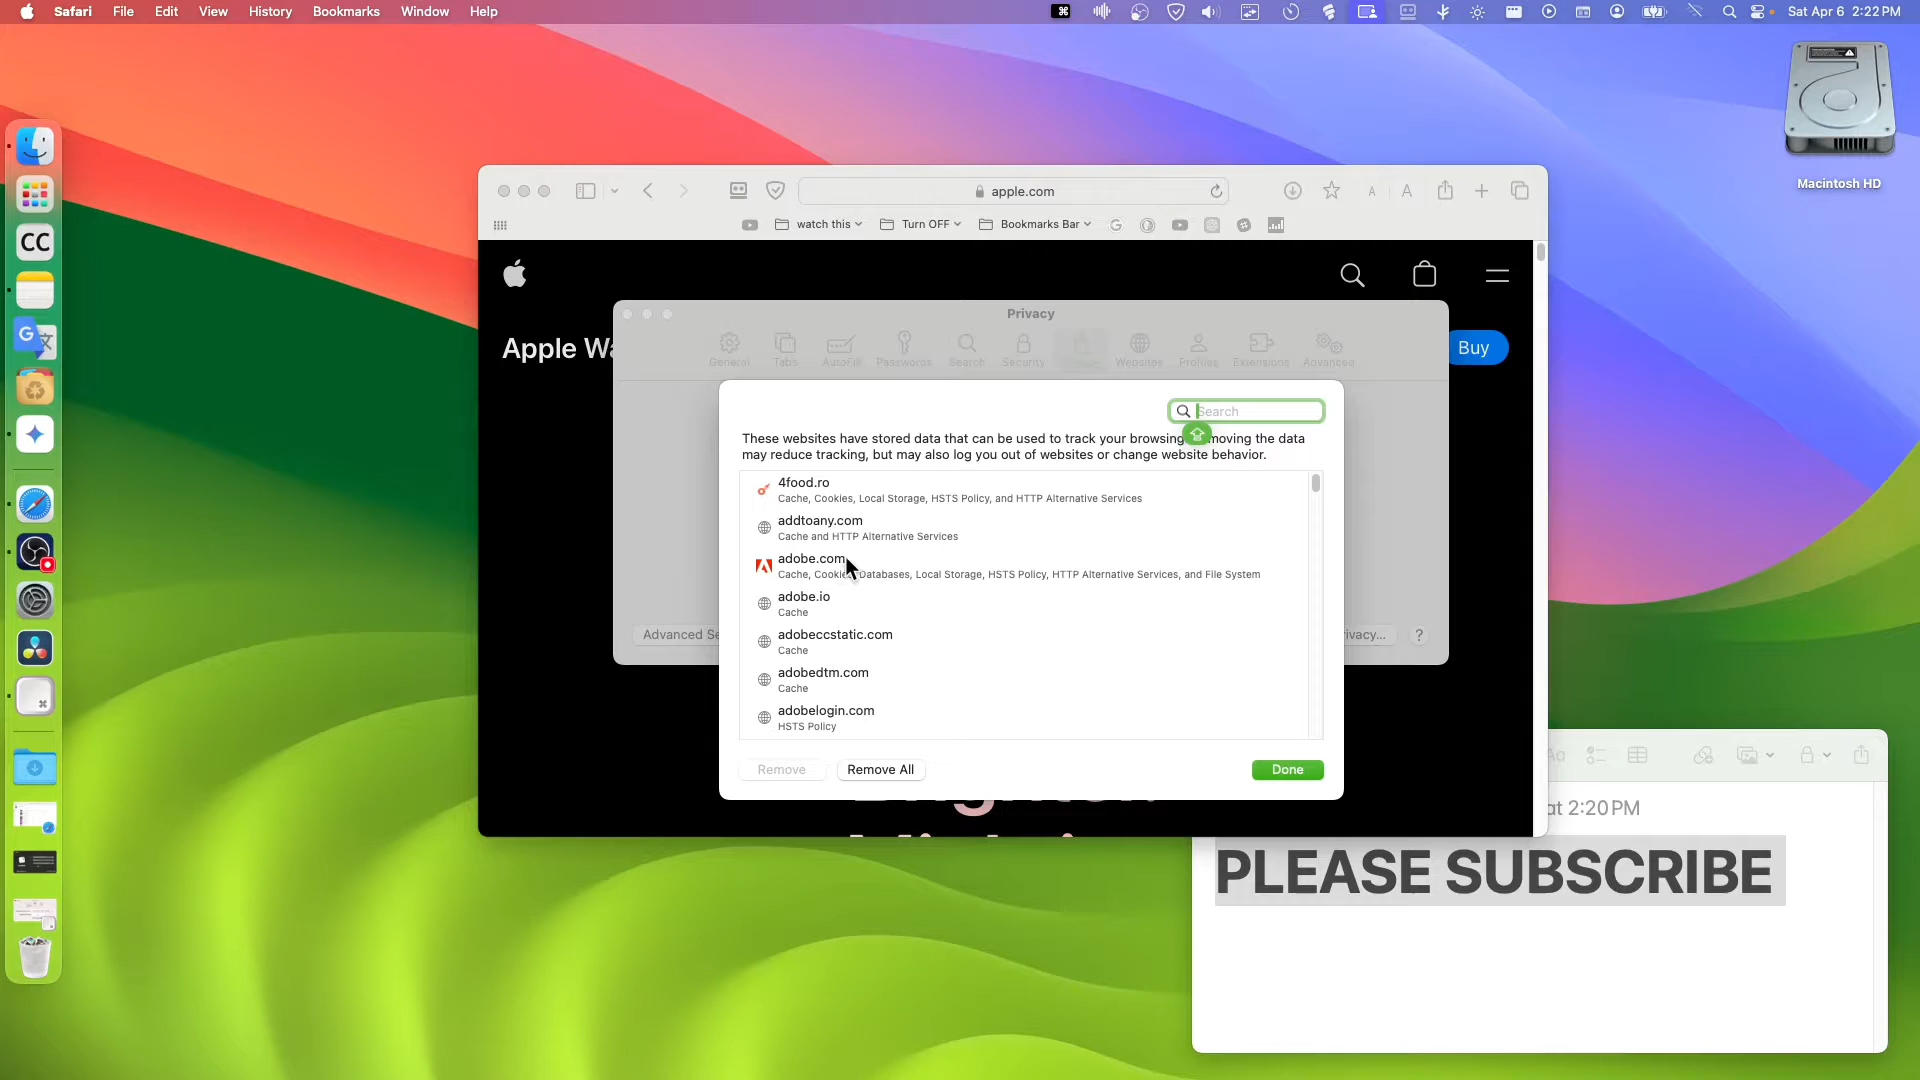 Safari File Edit View History Bookmarks Window Help
Sat Apr 6 2:22 PM
Macintosh HD
CC
apple.com
A A
watch this
Turn OFF
Bookmarks Bar
Privacy
General Tabs AutoFill Passwords Search Security Websites Profiles Extensions Advanced
Apple
Buy
Search
These websites have stored data that can be used to track your browsing
moving the data
may reduce tracking, but may also log you out of websites or change website behavior.
4food.ro
Cache, Cookies, Local Storage, HSTS Policy, and HTTP Alternative Services
addtoany.com
Cache and HTTP Alternative Services
adobe.com
Cache, Cookies, Databases, Local Storage, HSTS Policy, HTTP Alternative Services, and File System
adobe.io
Cache
adobeccstatic.com
Cache
adobedtm.com
Cache
adobelogin.com
HSTS Policy
Advanced
?
Remove
Remove All
Done
at 2:20 PM
PLEASE SUBSCRIBE